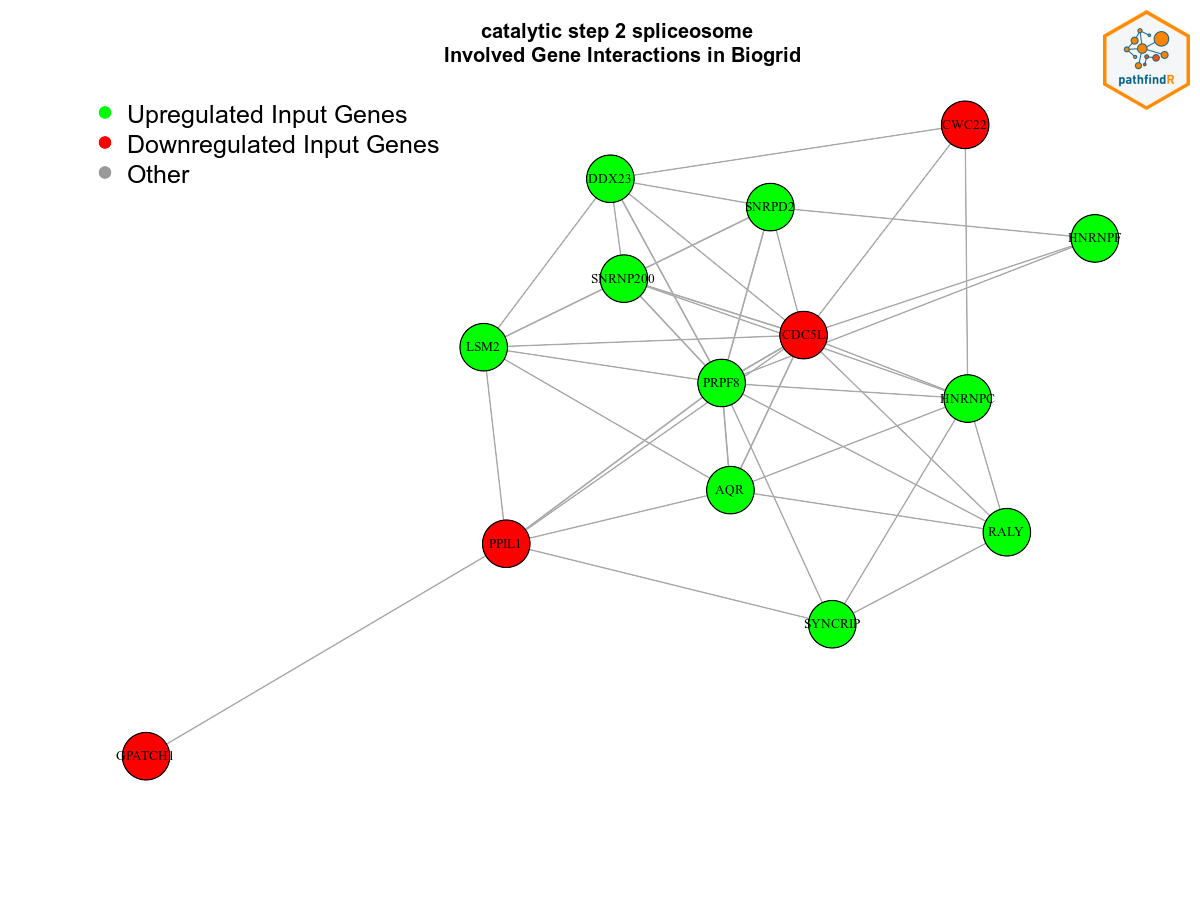 catalytic step 2 spliceosome
Involved Gene Interactions in Biogrid
pathfindR
Upregulated Input Genes
Downregulated Input Genes
Other
CWC22
DDX23
SNRPD2
HNRNPF
SNRNP200
CDC5L
LSM2
PRPF8
HNRNPC
AQR
RALY
PPIL1
SYNCRIP
GPATCH1